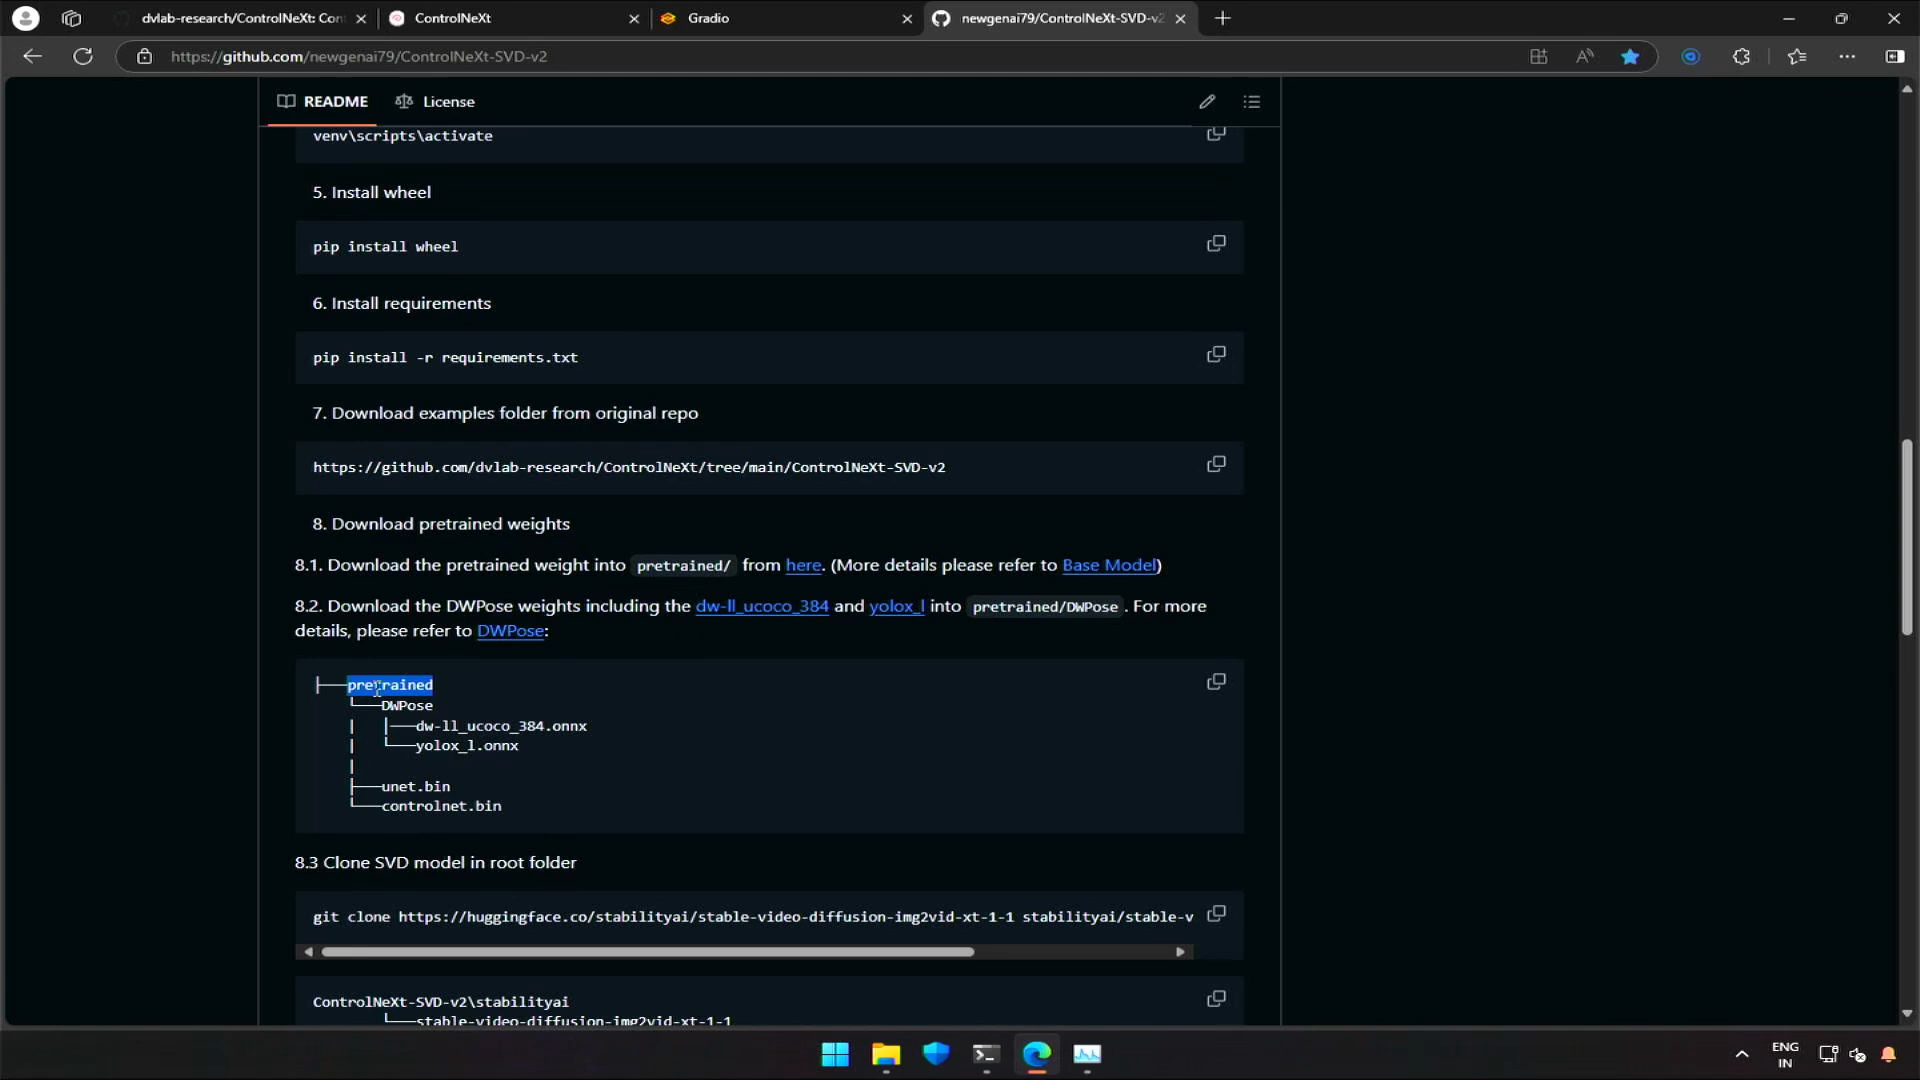 dvlab-research/ControlNeXt: Con
ControlNeXt
Gradio
newgenai79/ControlNeXt-SVD-v2
https://github.com/newgenai79/ControlNeXt-SVD-v2
README
License
venv\scripts\activate
5. Install wheel
pip install wheel
6. Install requirements
pip install -r requirements.txt
7. Download examples folder from original repo
https://github.com/dvlab-research/ControlNeXt/tree/main/ControlNeXt-SVD-v2
8. Download pretrained weights
8.1. Download the pretrained weight into pretrained/ from here. (More details please refer to Base Model)
8.2. Download the DWPose weights including the dw-ll_ucoco_384 and yolox_l into pretrained/DWPose. For more
details, please refer to DWPose:
├───pretrained
└───DWPose
|   ├───dw-ll_ucoco_384.onnx
|   └───yolox_l.onnx
|
├───unet.bin
└───controlnet.bin
8.3 Clone SVD model in root folder
git clone https://huggingface.co/stabilityai/stable-video-diffusion-img2vid-xt-1-1 stabilityai/stable-v
ControlNeXt-SVD-v2\stabilityai
└───stable-video-diffusion-img2vid-xt-1-1
ENG
IN